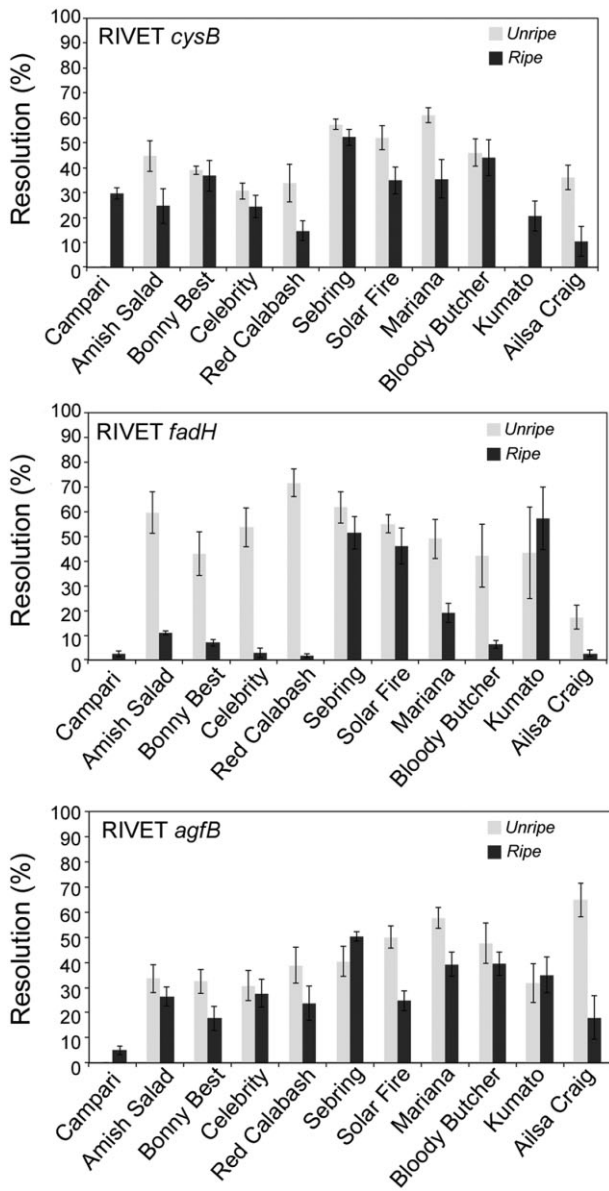 RIVET cysB
Unripe
Ripe
Resolution (%)
100
90
80
70
60
50
40
30
20
10
0
Campari
Amish Salad
Bonny Best
Celebrity
Red Calabash
Sebring
Solar Fire
Mariana
Bloody Butcher
Kumato
Ailsa Craig
RIVET fadH
Unripe
Ripe
Resolution (%)
100
90
80
70
60
50
40
30
20
10
0
Campari
Amish Salad
Bonny Best
Celebrity
Red Calabash
Sebring
Solar Fire
Mariana
Bloody Butcher
Kumato
Ailsa Craig
RIVET agfB
Unripe
Ripe
Resolution (%)
100
90
80
70
60
50
40
30
20
10
0
Campari
Amish Salad
Bonny Best
Celebrity
Red Calabash
Sebring
Solar Fire
Mariana
Bloody Butcher
Kumato
Ailsa Craig